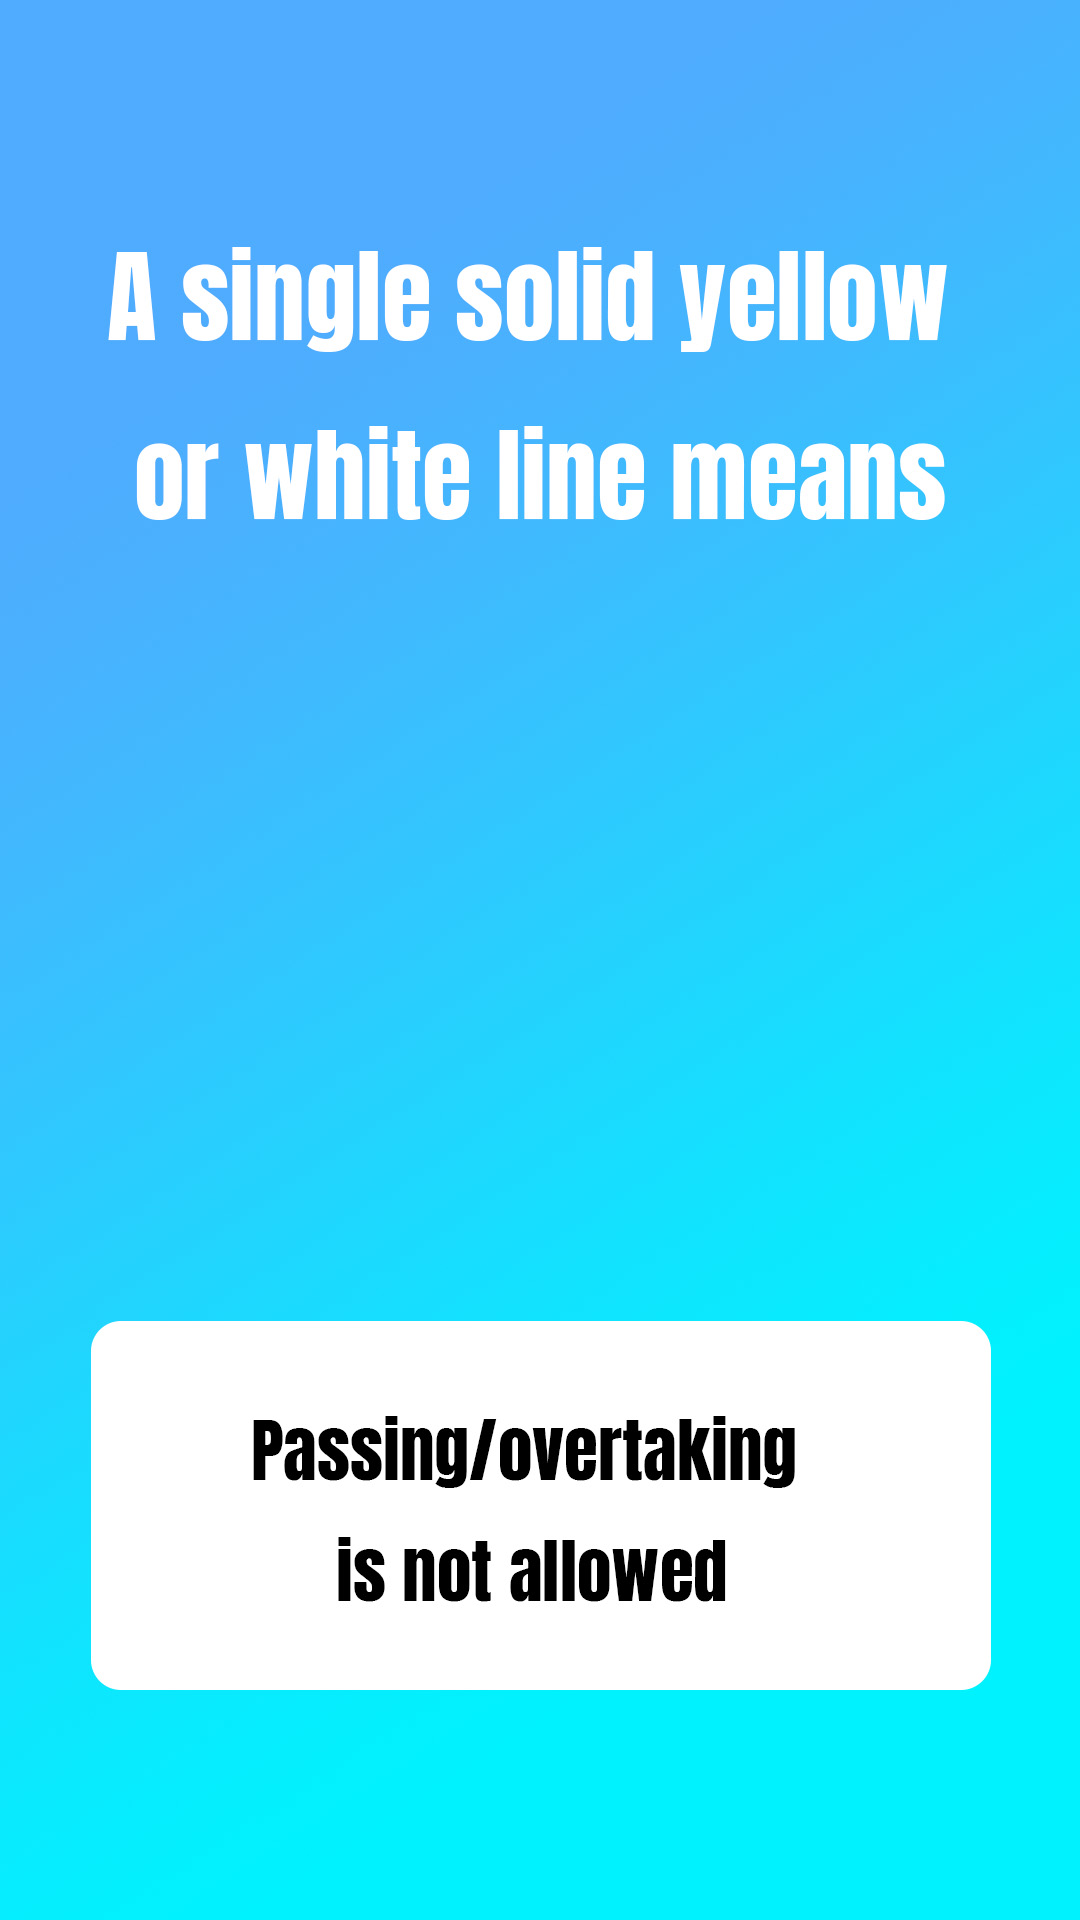 A single solid yellow
or white line means
Passing/overtaking
is not allowed